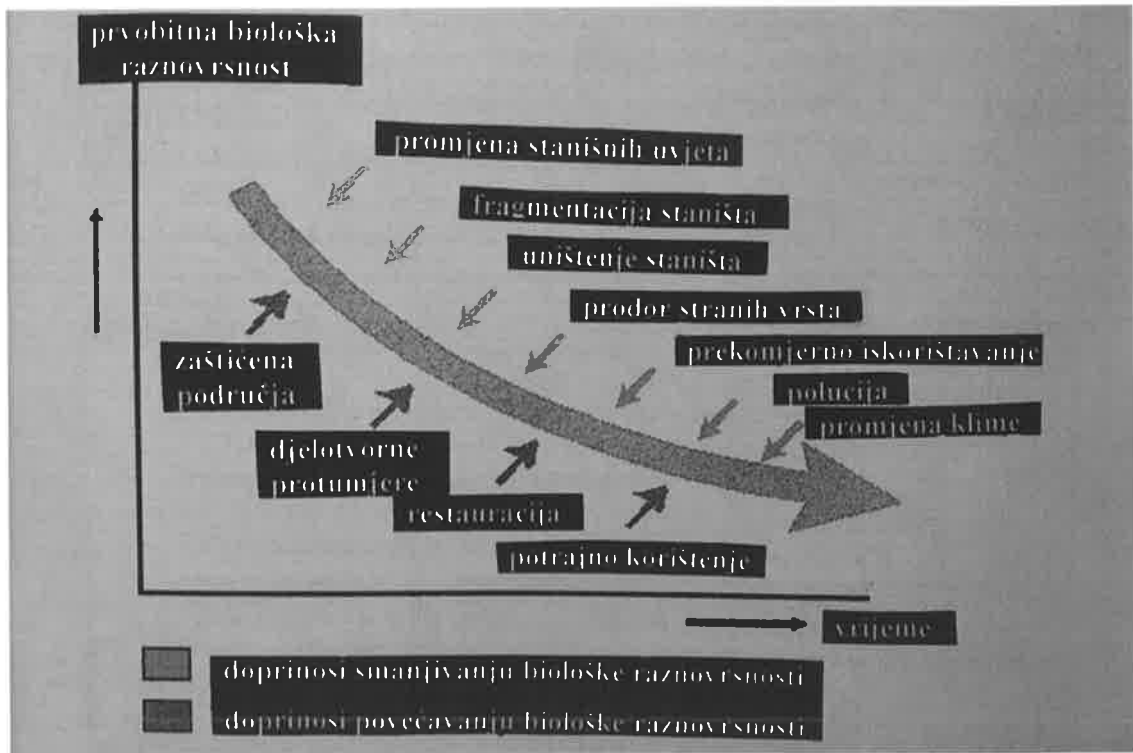 prvobitna biološka
raznovrsnost
promjena stanišnih uvjeta
fragmentacija staništa
uništenje staništa
prodor stranih vrsta
prekomjerno iskorištavanje
polucija
promjena klime
zaštićena
područja
djelotvorne
protumjere
restauracija
potrajno korištenje
vrijeme
doprinosi smanjivanju biološke raznovrsnosti
doprinosi povećavanju biološke raznovrsnosti